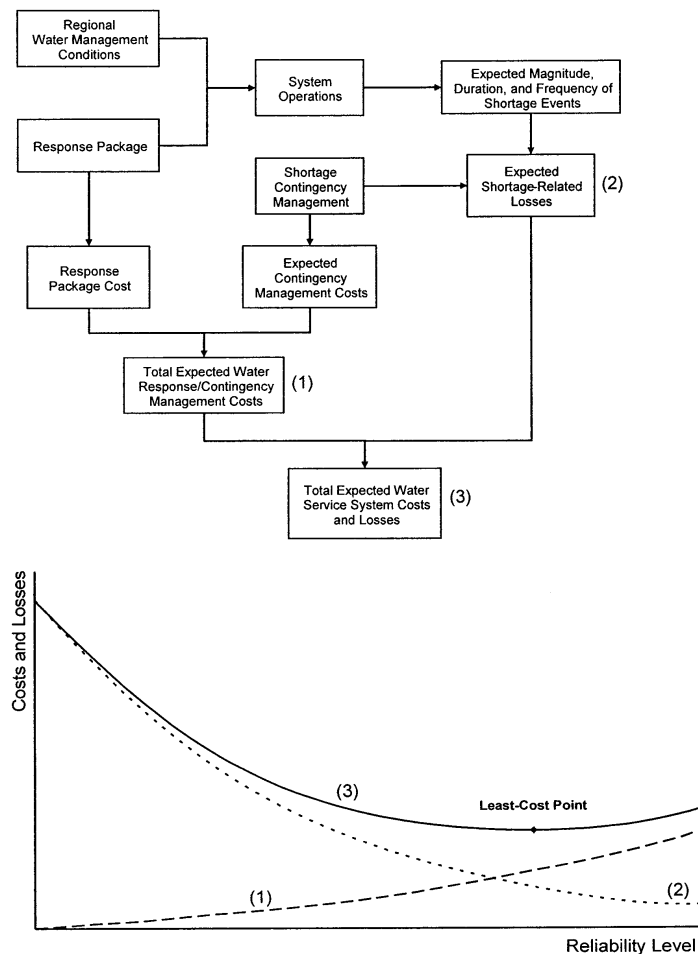 Regional
Water Management
Conditions
System
Operations
Expected Magnitude,
Duration, and Frequency of
Shortage Events
Response Package
Shortage
Contingency
Management
Expected
Shortage-Related
Losses
(2)
Response
Package Cost
Expected
Contingency
Management Costs
Total Expected Water
Response/Contingency
Management Costs
(1)
Total Expected Water
Service System Costs
and Losses
(3)
Costs and Losses
(3)
Least-Cost Point
(1)
(2)
Reliability Level